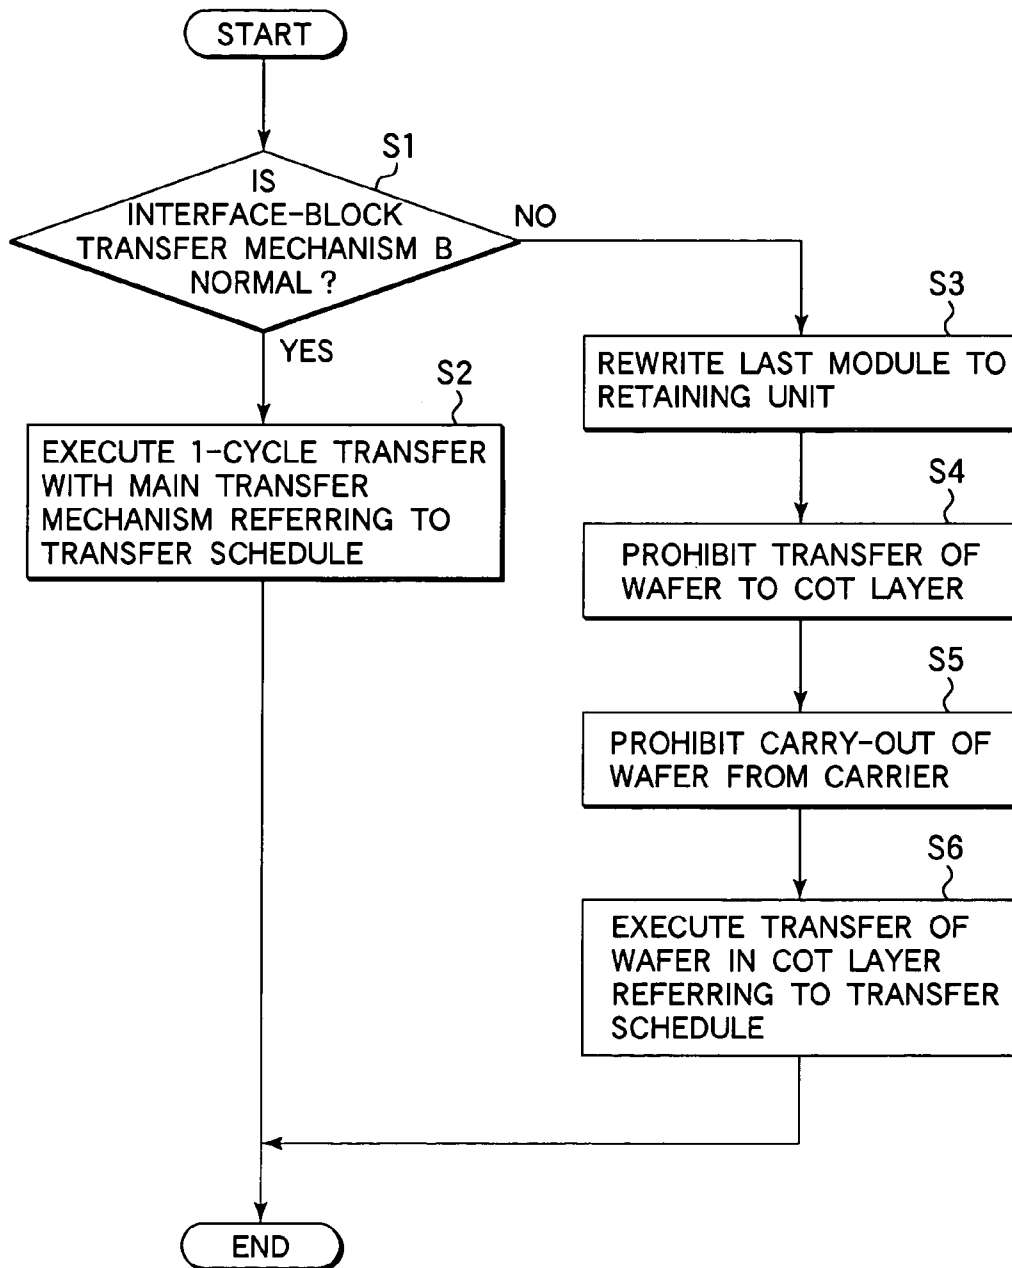 START
S1
IS
INTERFACE-BLOCK
TRANSFER MECHANISM B
NORMAL ?
NO
YES
S2
EXECUTE 1-CYCLE TRANSFER
WITH MAIN TRANSFER
MECHANISM REFERRING TO
TRANSFER SCHEDULE
S3
REWRITE LAST MODULE TO
RETAINING UNIT
S4
PROHIBIT TRANSFER OF
WAFER TO COT LAYER
S5
PROHIBIT CARRY-OUT OF
WAFER FROM CARRIER
S6
EXECUTE TRANSFER OF
WAFER IN COT LAYER
REFERRING TO TRANSFER
SCHEDULE
END